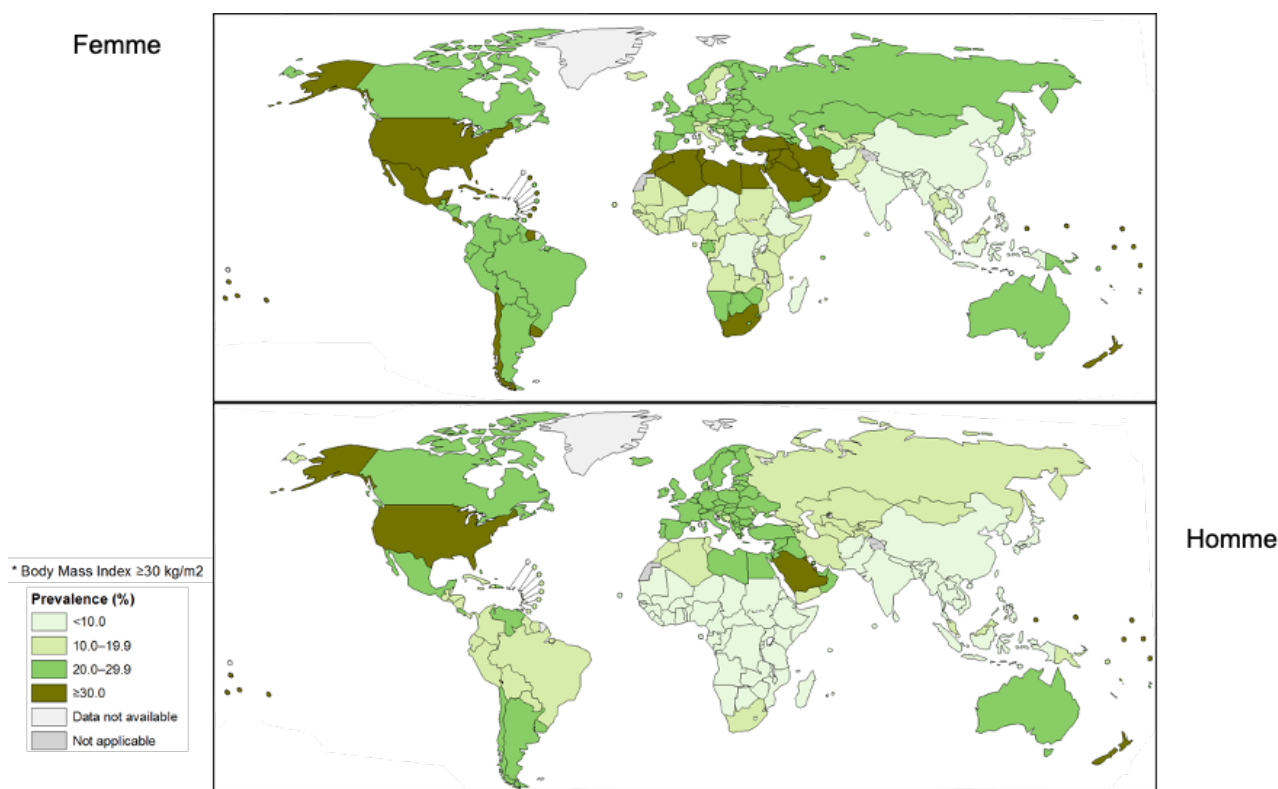 Femme
Homme
* Body Mass Index ≥30 kg/m2
Prevalence (%)
<10.0
10.0–19.9
20.0–29.9
≥30.0
Data not available
Not applicable